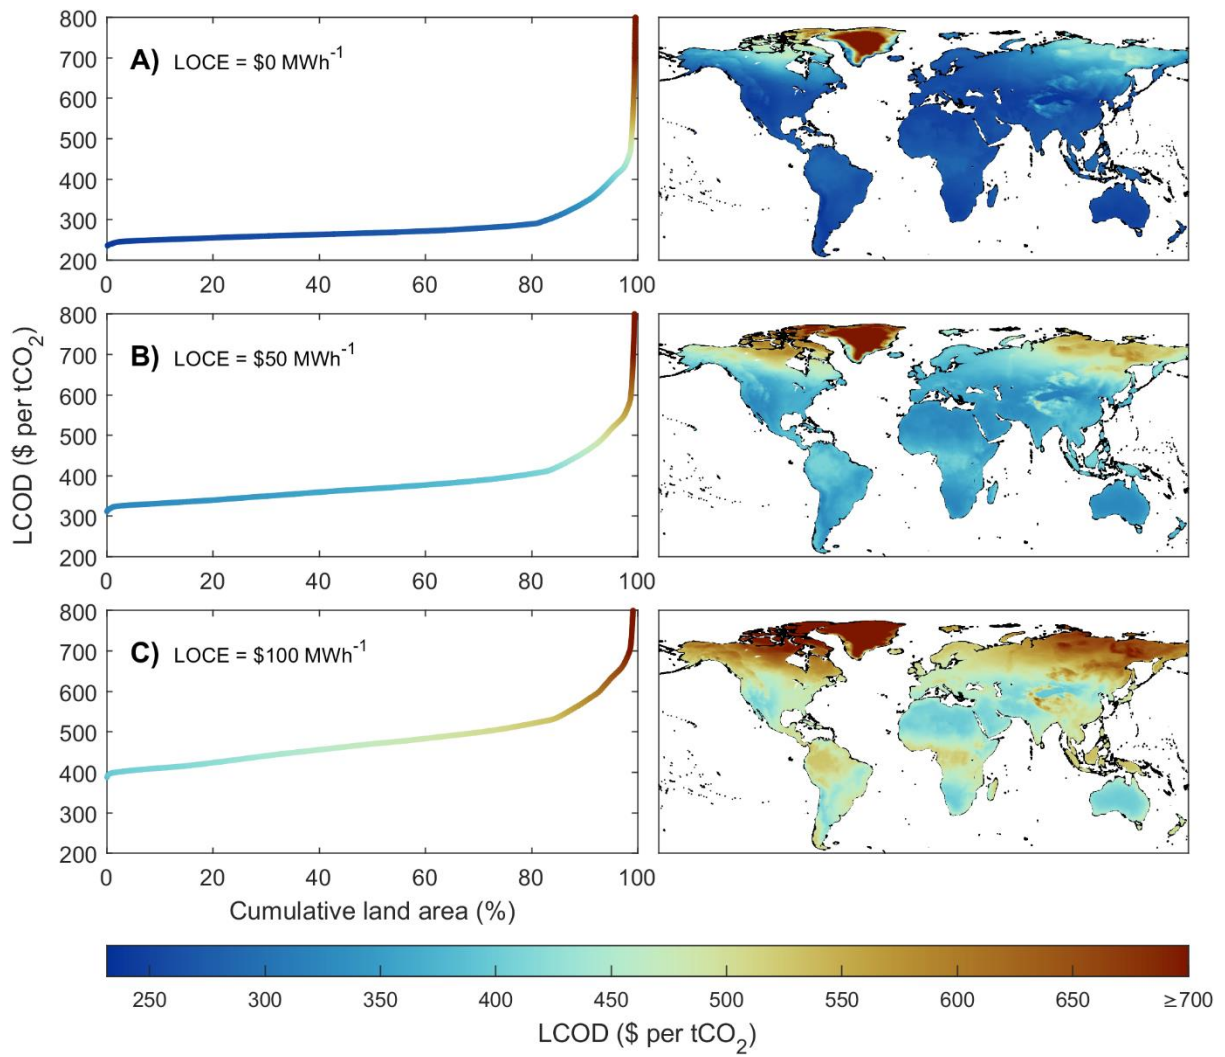 800
700
600
500
400
300
200
A) LOCE = $0 MWh⁻¹
0 20 40 60 80 100
800
700
600
500
400
300
200
B) LOCE = $50 MWh⁻¹
0 20 40 60 80 100
LCOD ($ per tCO₂)
800
700
600
500
400
300
200
C) LOCE = $100 MWh⁻¹
0 20 40 60 80 100
Cumulative land area (%)
250 300 350 400 450 500 550 600 650 ≥700
LCOD ($ per tCO₂)